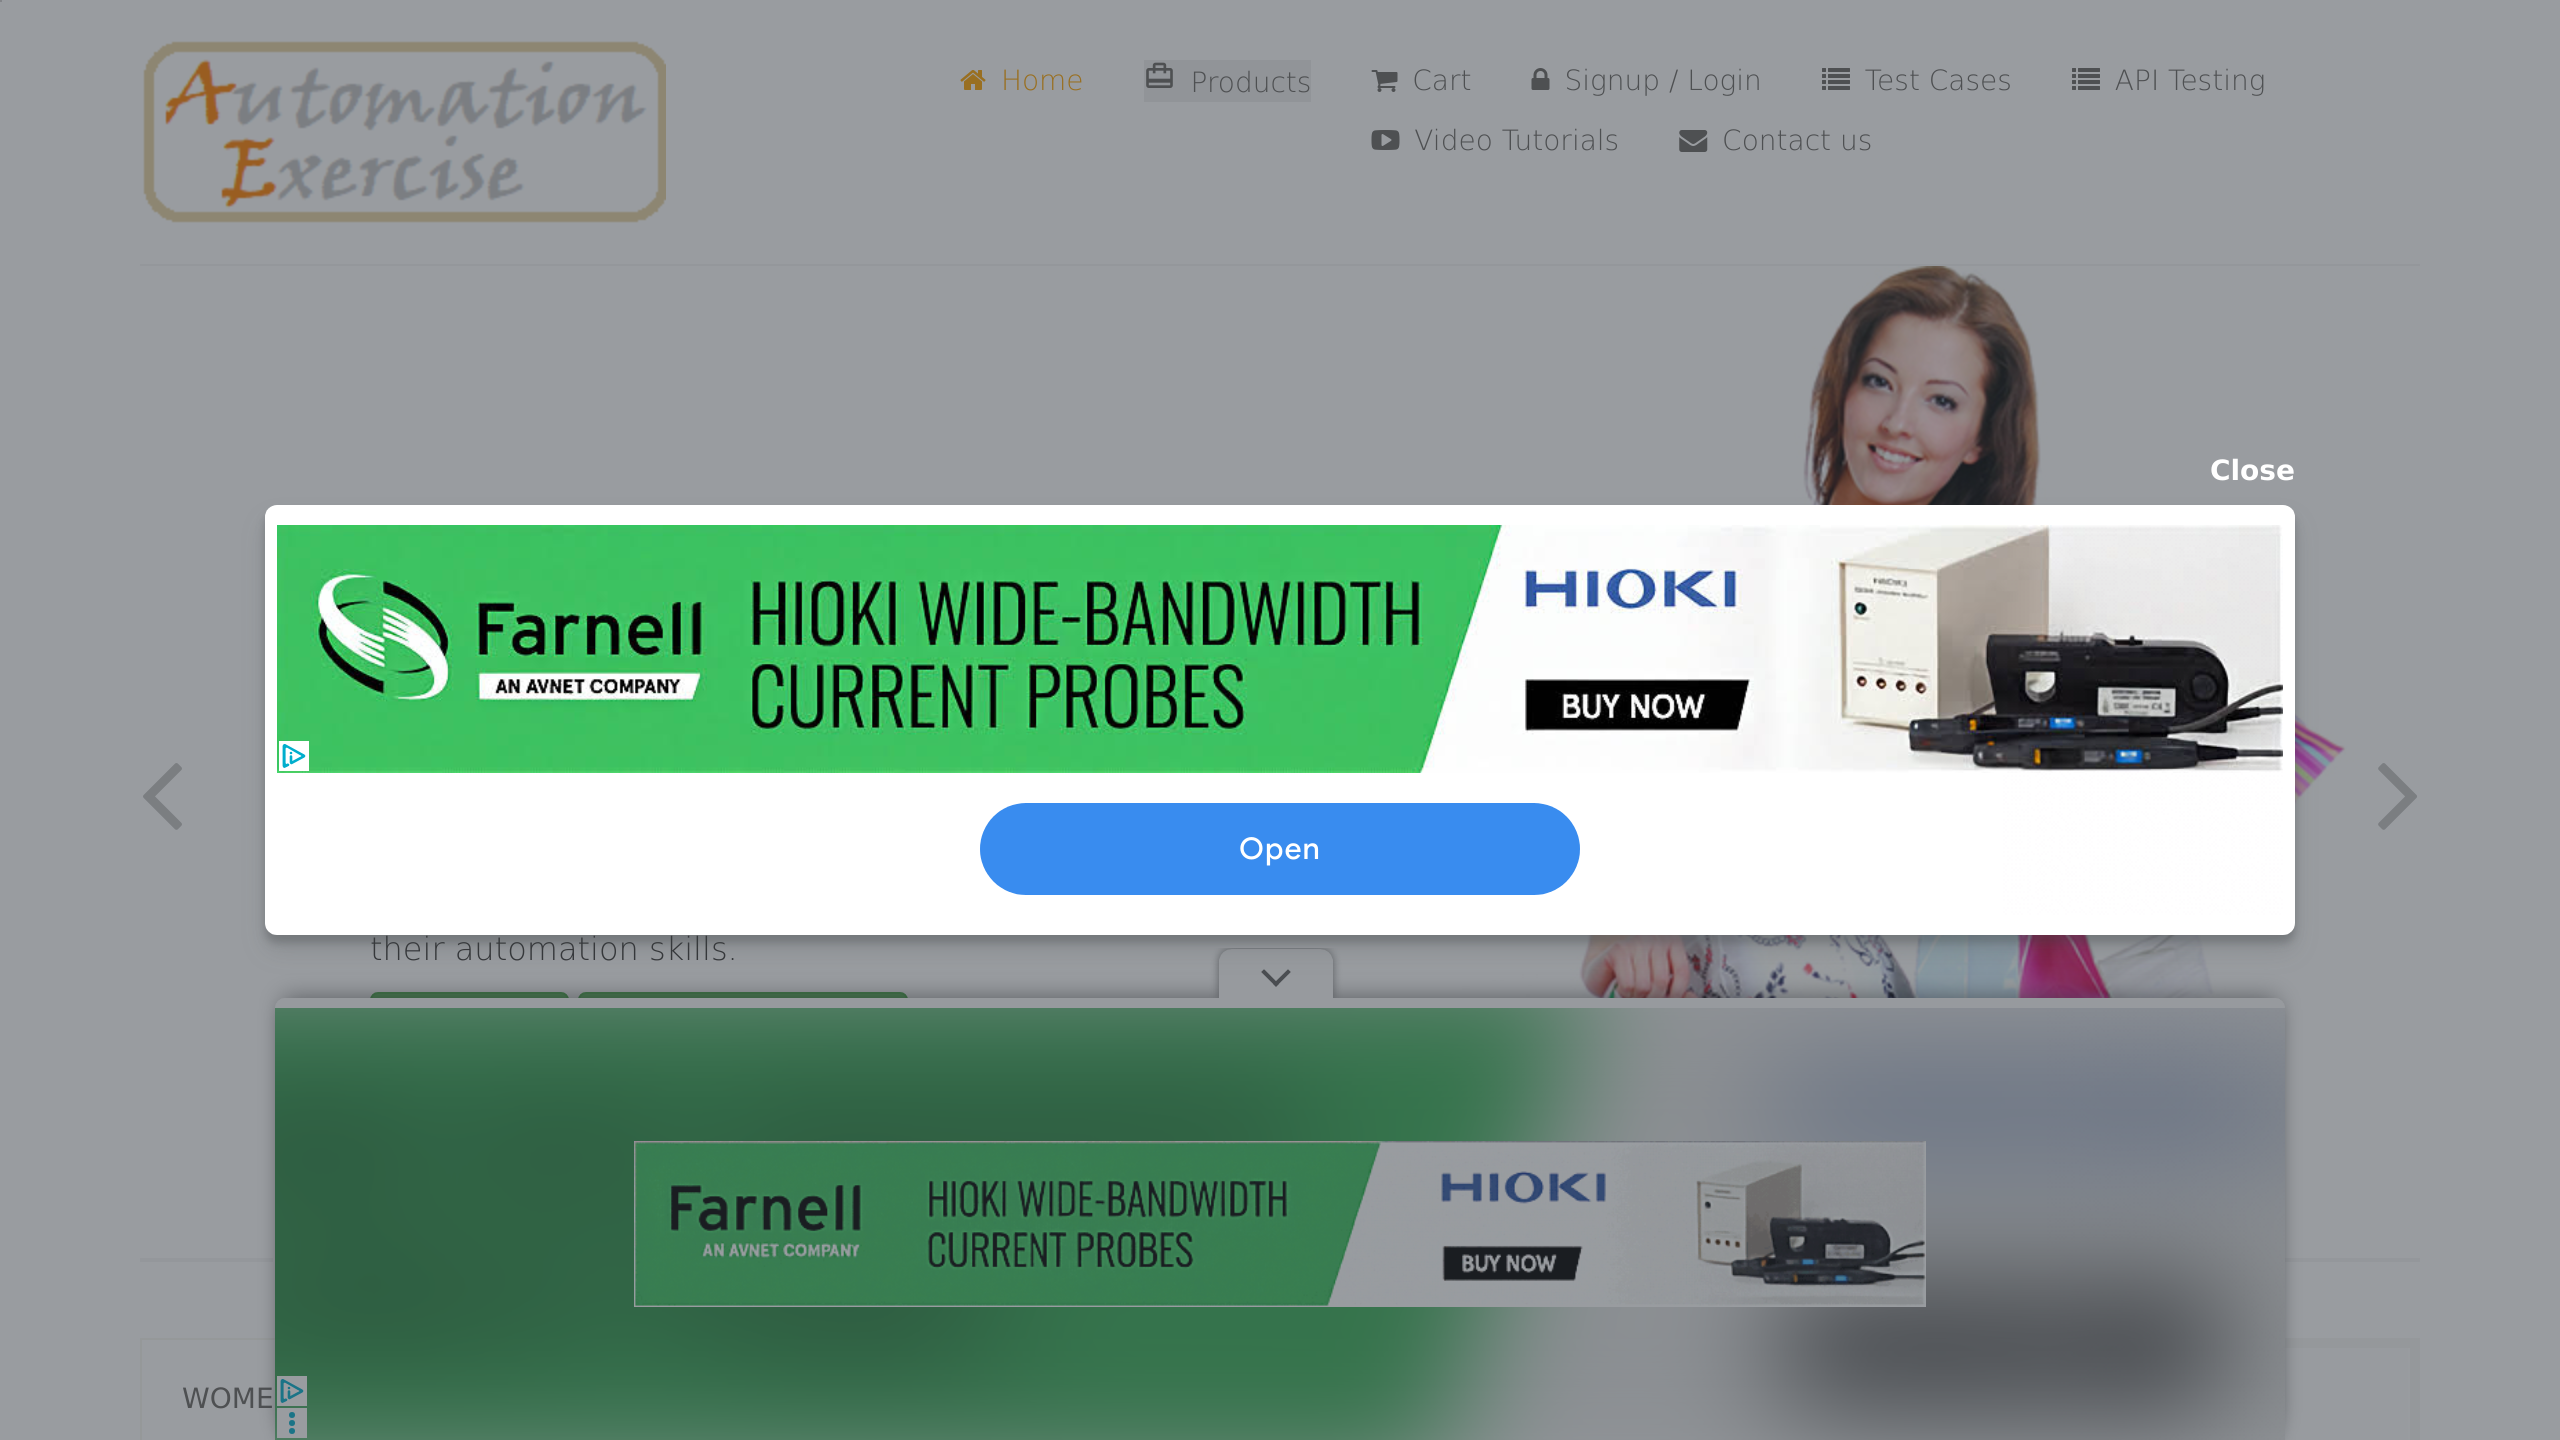 Automation
Exercise
Home Products Cart Signup / Login Test Cases API Testing
Video Tutorials Contact us
Close
Farnell
AN AVNET COMPANY
HIOKI WIDE-BANDWIDTH
CURRENT PROBES
HIOKI
BUY NOW
Open
their automation skills.
Farnell
AN AVNET COMPANY
HIOKI WIDE-BANDWIDTH
CURRENT PROBES
HIOKI
BUY NOW
WOME